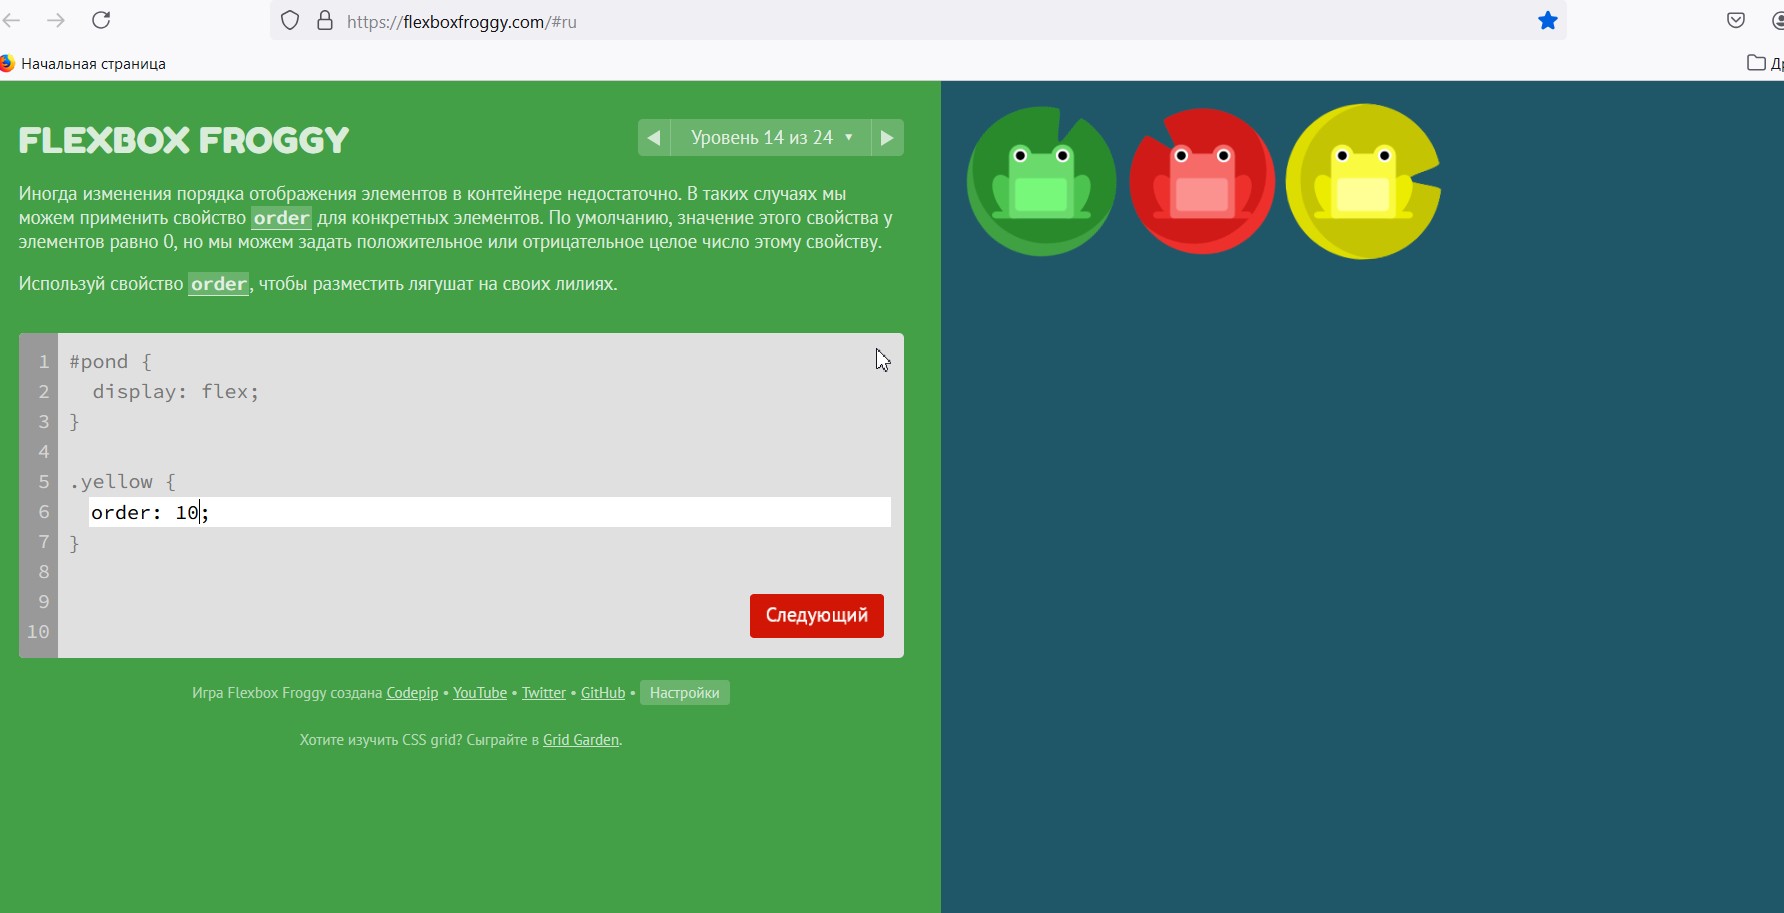 https://flexboxfroggy.com/#ru
Начальная страница
FLEXBOX FROGGY
Уровень 14 из 24 ▼
Иногда изменения порядка отображения элементов в контейнере недостаточно. В таких случаях мы
можем применить свойство order для конкретных элементов. По умолчанию, значение этого свойства у
элементов равно 0, но мы можем задать положительное или отрицательное целое число этому свойству.
Используй свойство order, чтобы разместить лягушат на своих лилиях.
1 #pond {
2 display: flex;
3 }
4
5 .yellow {
6 order: 10;
7 }
8
9
10
Следующий
Игра Flexbox Froggy создана Codepip • YouTube • Twitter • GitHub • Настройки
Хотите изучить CSS grid? Сыграйте в Grid Garden.